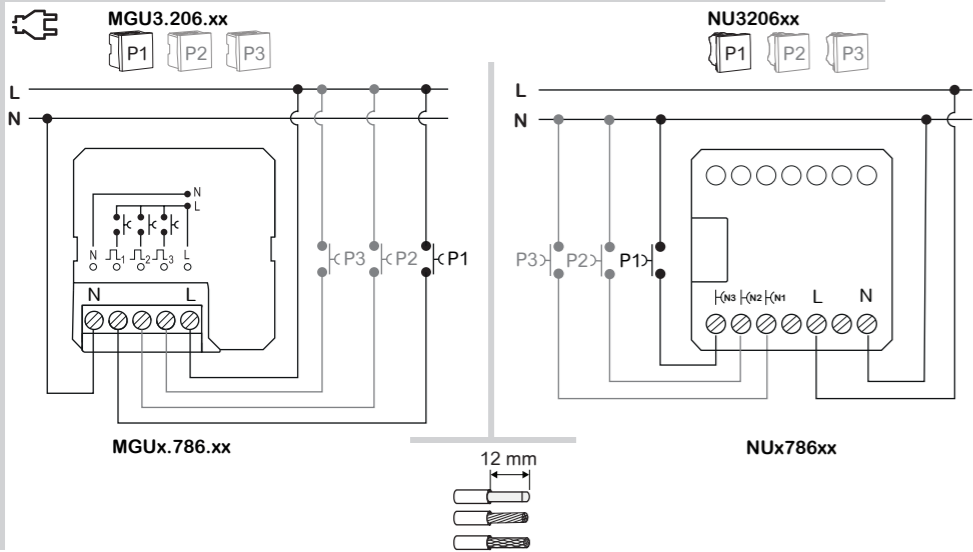 MGU3.206.xx
NU3206xx
P1 P2 P3
P1 P2 P3
L
N
L
N
N
L
N 1 2 3 L
N L
P3 P2 P1
P3 P2 P1
N3 N2 N1 L N
MGUx.786.xx
NUx786xx
12 mm